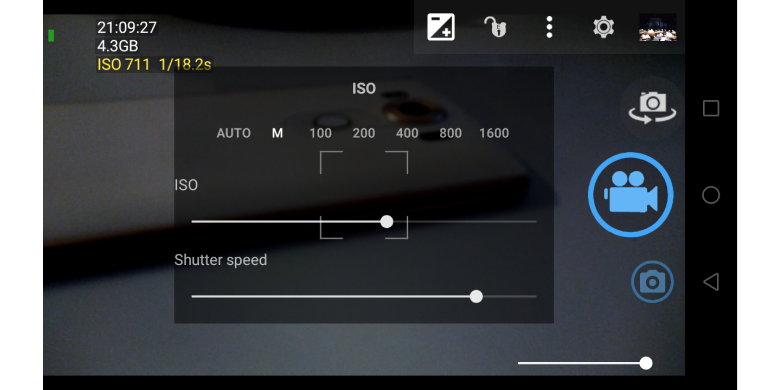 21:09:27
4.3GB
ISO 711 1/18.2s
ISO
AUTO M 100 200 400 800 1600
ISO
Shutter speed